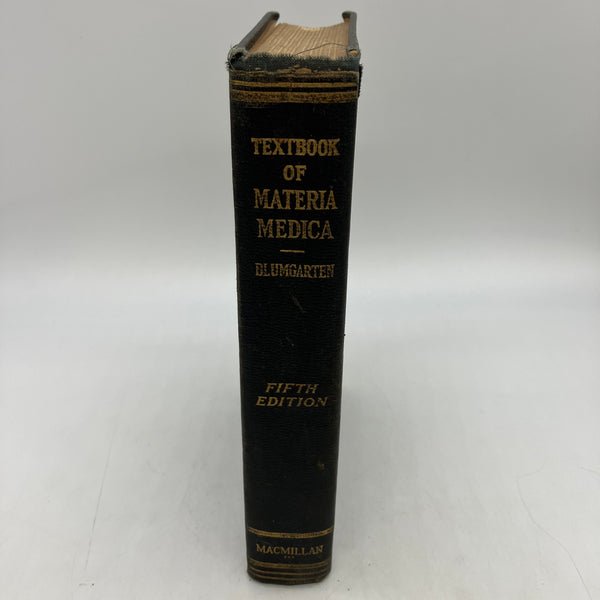 TEXTBOOK
OF
MATERIA
MEDICA
BLUMGARTEN
FIFTH
EDITION
MACMILLAN